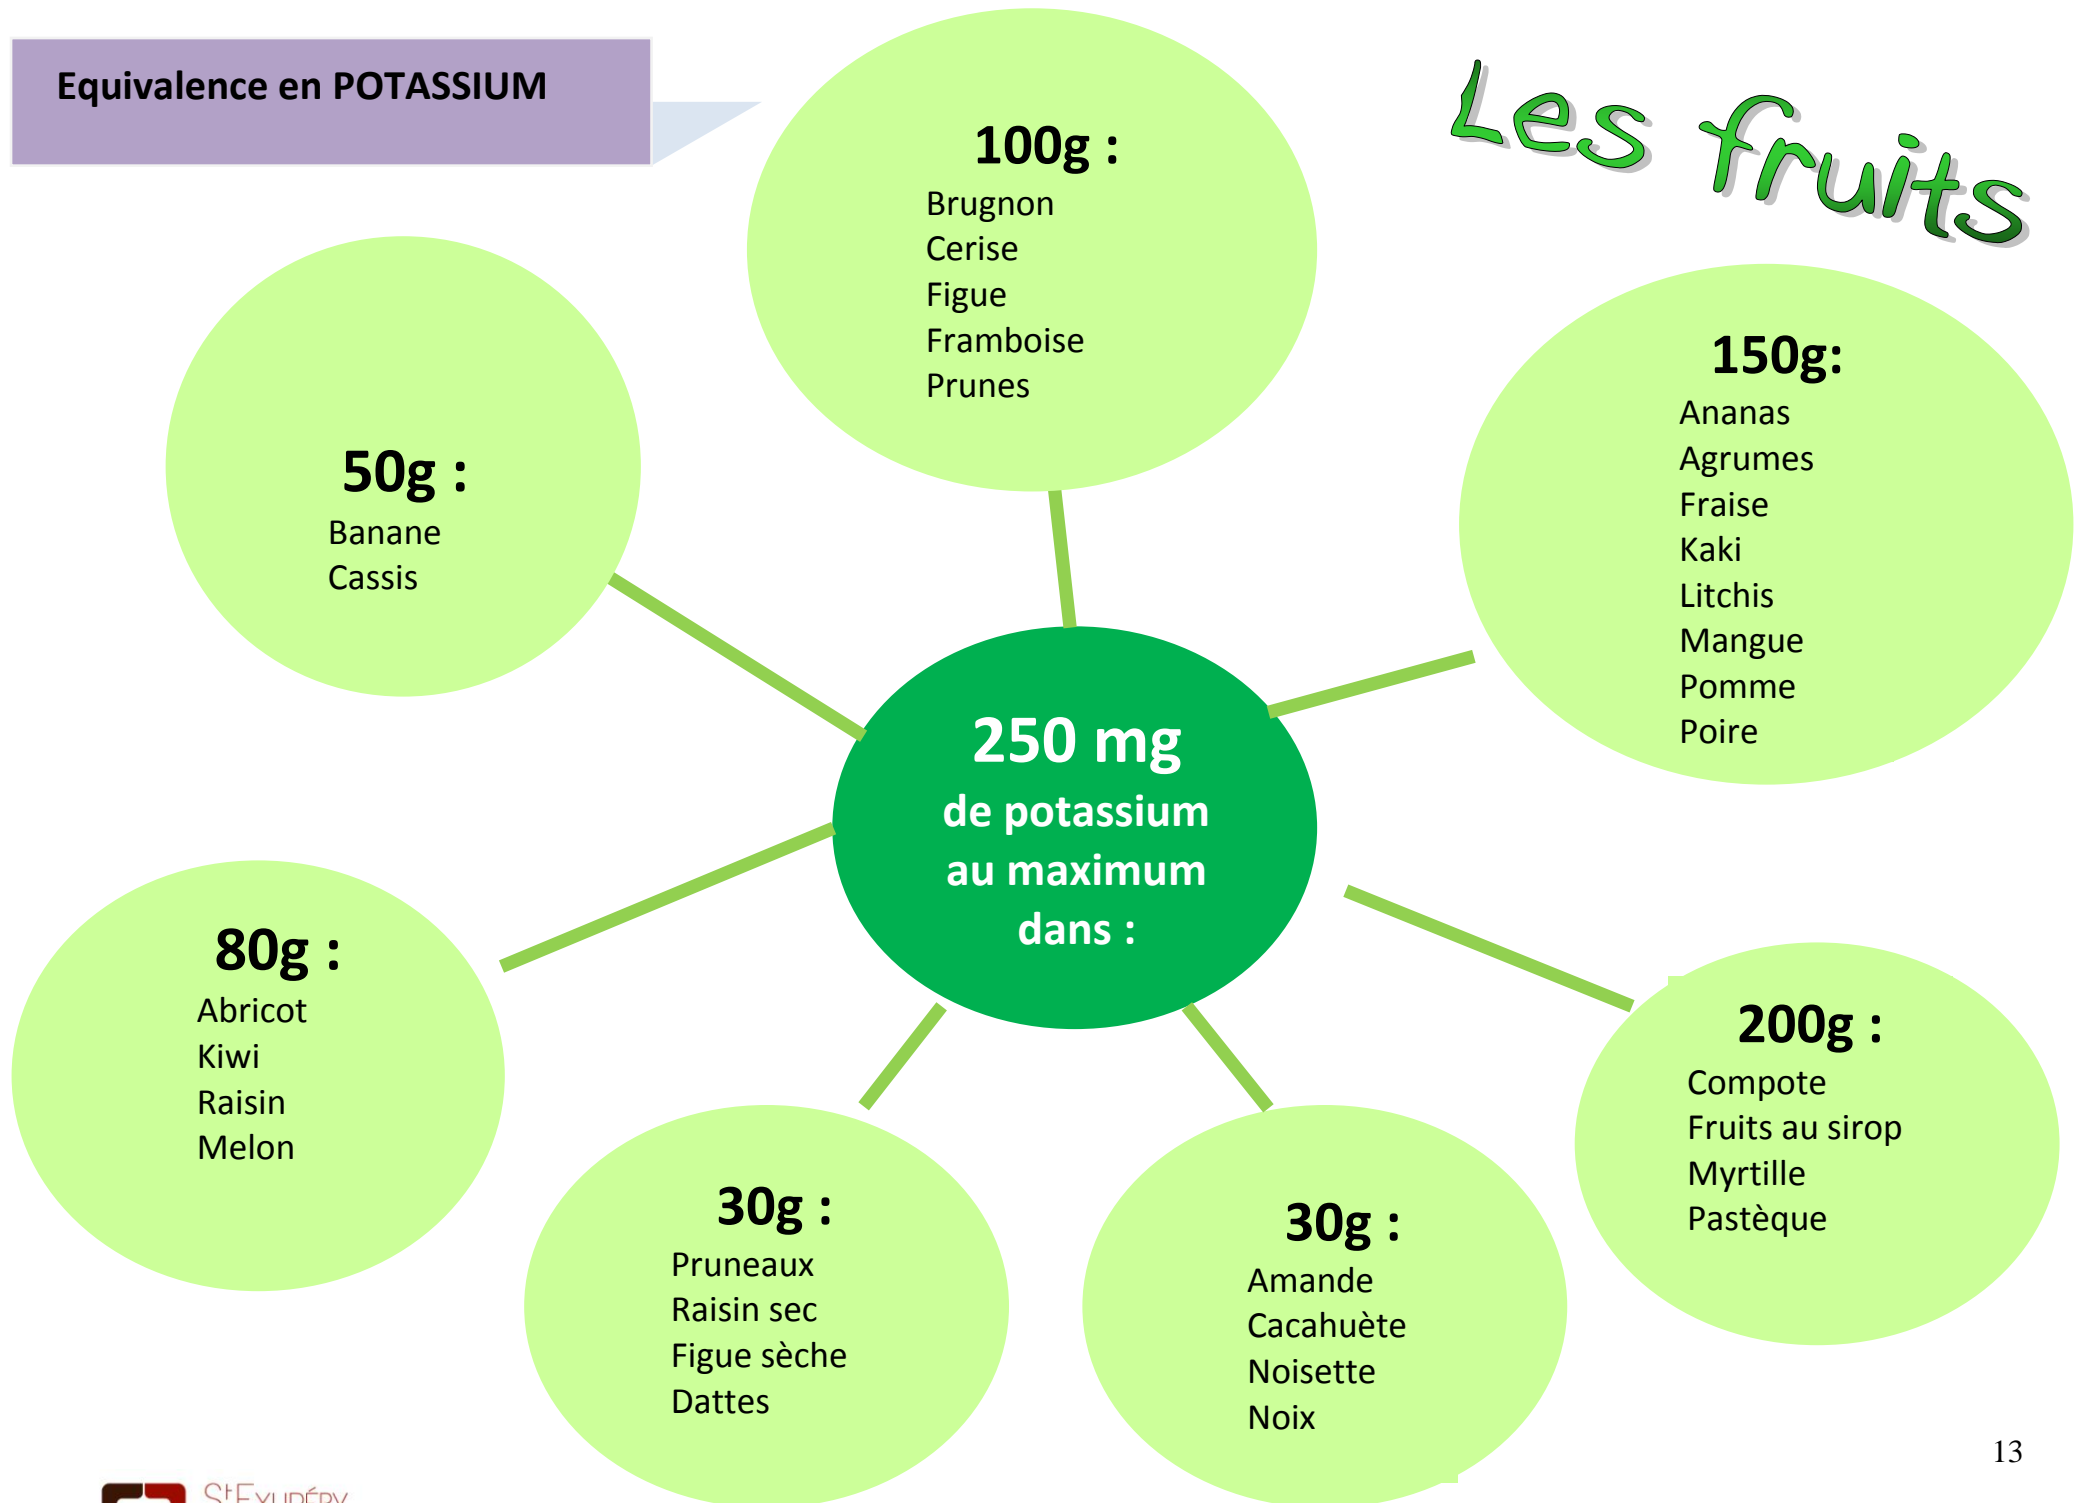 Equivalence en POTASSIUM
Les fruits
100g :
Brugnon
Cerise
Figue
Framboise
Prunes
150g:
Ananas
Agrumes
Fraise
Kaki
Litchis
Mangue
Pomme
Poire
50g :
Banane
Cassis
250 mg
de potassium
au maximum
dans :
80g :
Abricot
Kiwi
Raisin
Melon
200g :
Compote
Fruits au sirop
Myrtille
Pastèque
30g :
Pruneaux
Raisin sec
Figue sèche
Dattes
30g :
Amande
Cacahuète
Noisette
Noix
13
St Exupéry